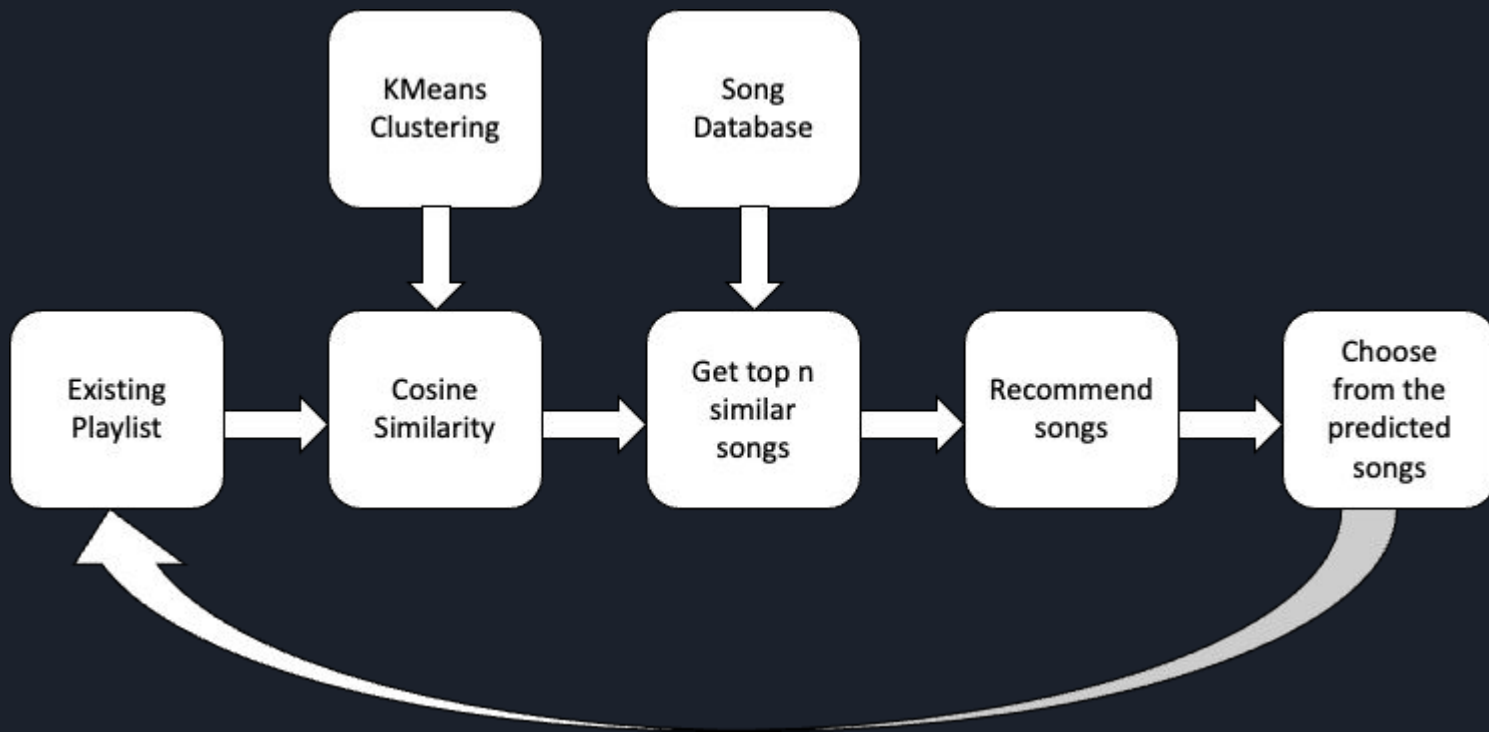 KMeans
Clustering
Song
Database
Existing
Playlist
Cosine
Similarity
Get top n
similar
songs
Recommend
songs
Choose
from the
predicted
songs